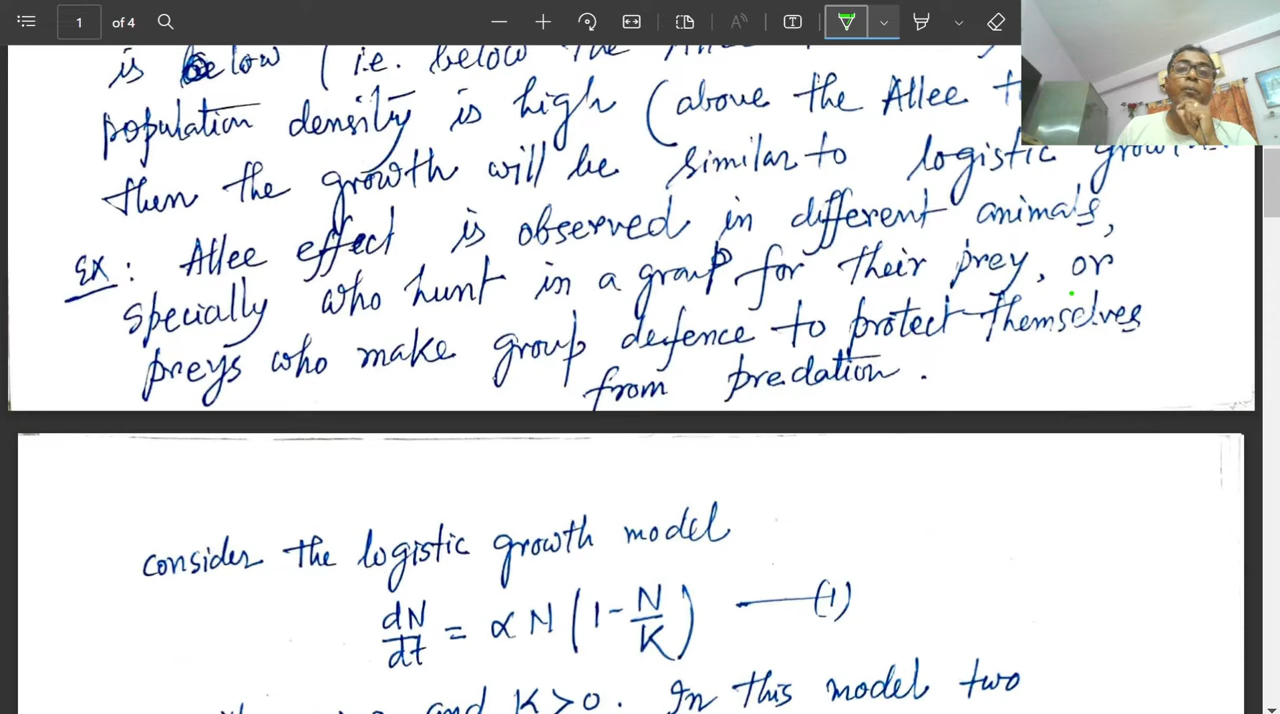 1 of 4
is below (i.e. below the
population density is high (above the Allee
then the growth will be similar to logistic
Ex: Allee effect is observed in different animals,
specially who hunt in a group for their prey, or
preys who make group defence to protect themselves
from predation.
consider the logistic growth model
dN/dt = αN(1 - N/K) —(1)
and K > 0. In this model two